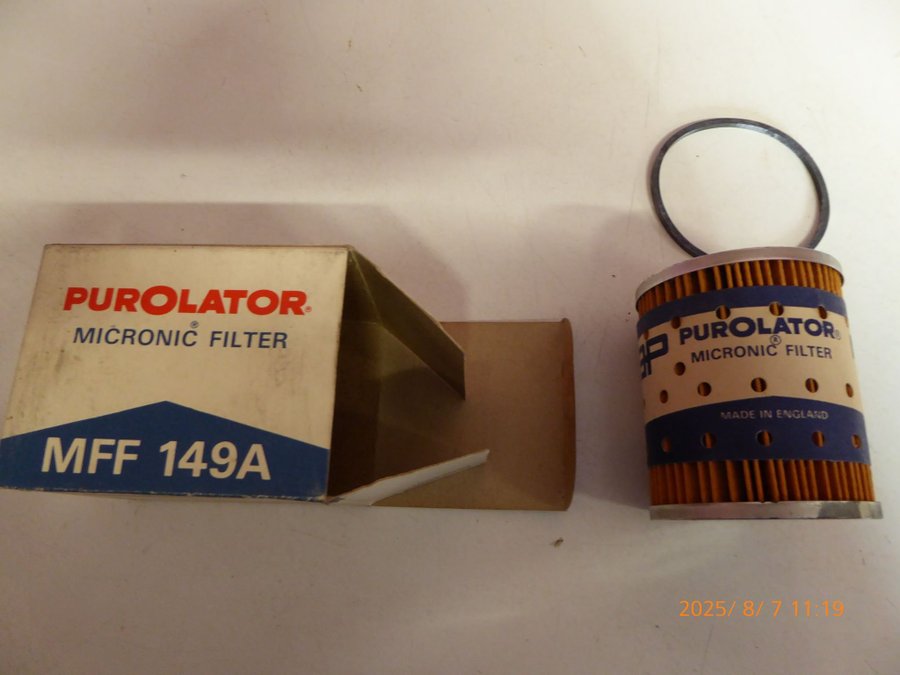 PUROLATOR®
MICRONIC® FILTER
MFF 149A
PUROLATOR®
MICRONIC® FILTER
MADE IN ENGLAND
2025/ 8/ 7 11:19